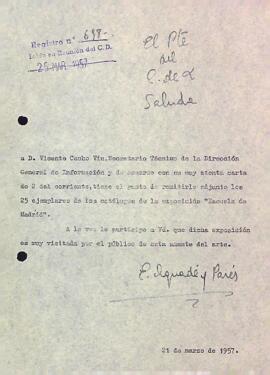 Registro nº 698-
Leído en Reunión del C.D.
25 MAR. 1957
El Pte
del
C. de L
Saluda
a D. Vicente Cacho Viu, Secretario Técnico de la Dirección
General de Información y de acuerdo con su muy atenta carta
de 2 del corriente, tiene el gusto de remitirle adjunto los
25 ejemplares de los catálogos de la exposición "Escuela de
Madrid".
A la vez le participo a Vd. que dicha exposición
es muy visitada por el público de esta amante del arte.
E. Aguadé y Parés
21 de marzo de 1957.